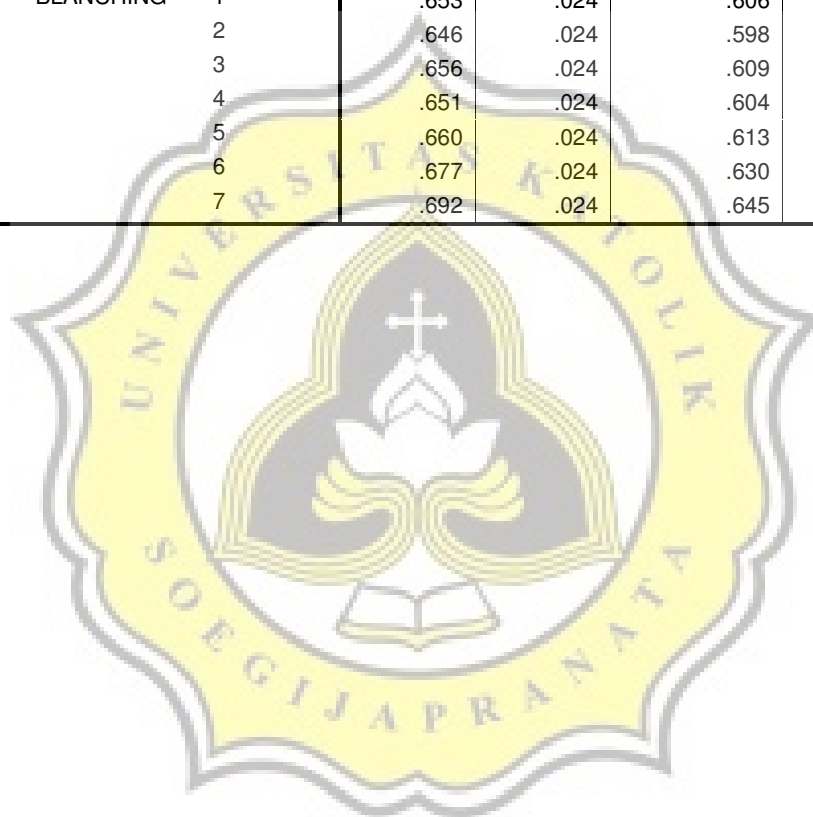 BLANCHING 1 .653 .024 .606
2 .646 .024 .598
3 .656 .024 .609
4 .651 .024 .604
5 .660 .024 .613
6 .677 .024 .630
7 .692 .024 .645
UNIVERSITAS KATOLIK
SOEGIJAPRANATA